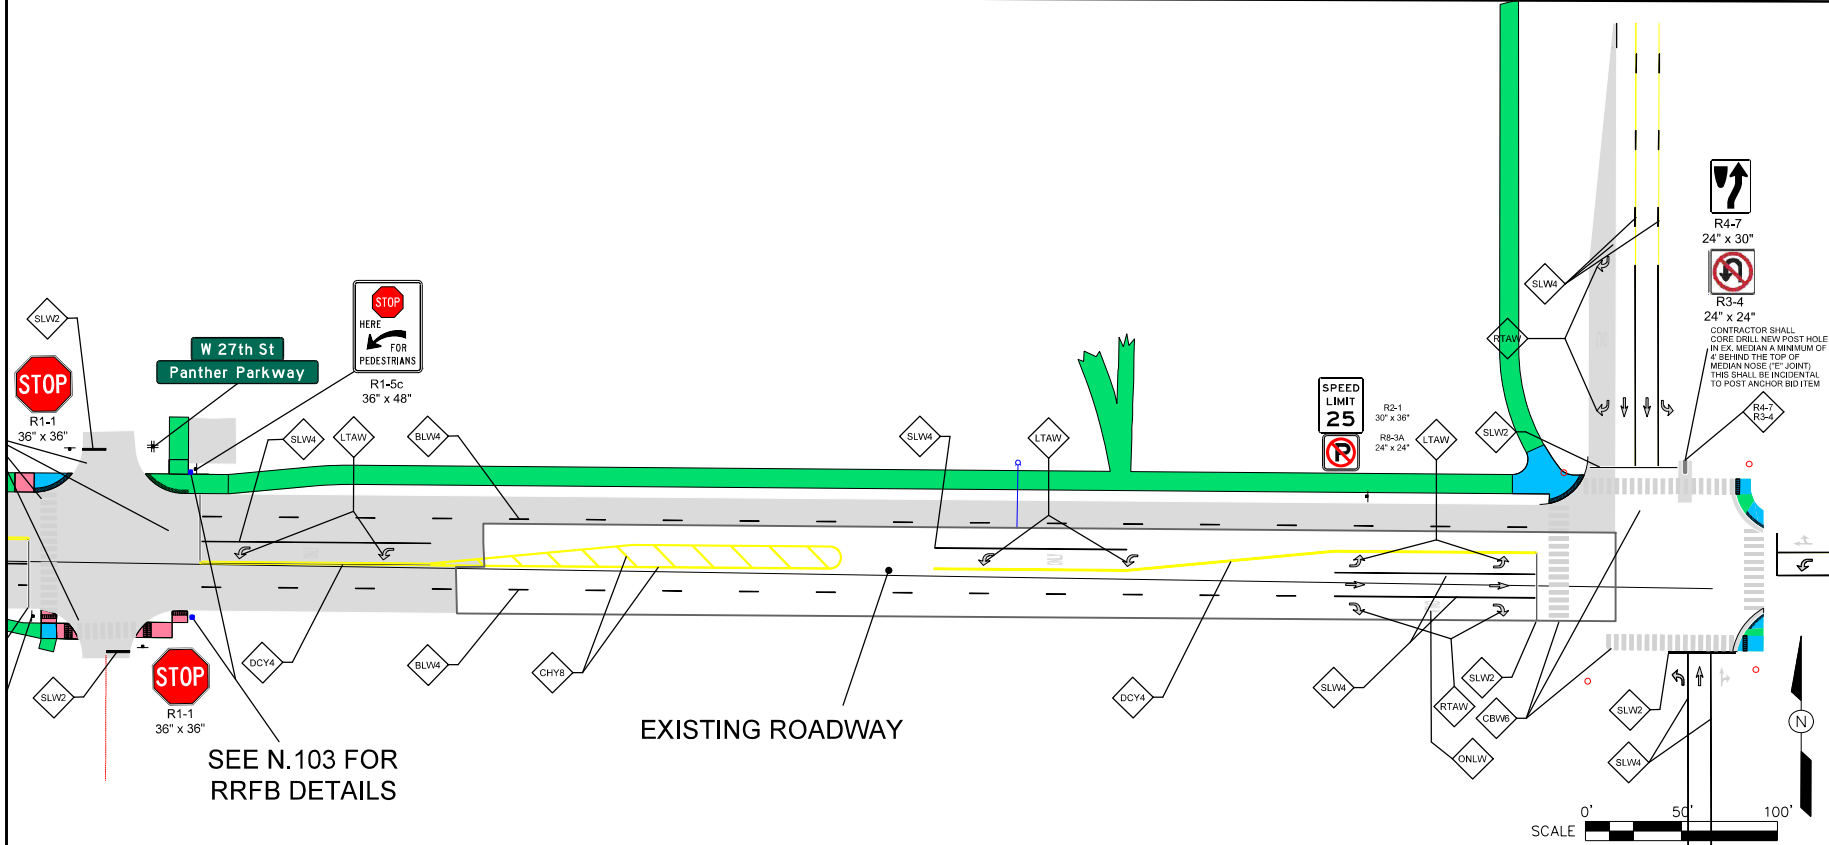 R4-7
24" x 30"
R3-4
24" x 24"
CONTRACTOR SHALL
CORE DRILL NEW POST HOLE
IN EX. MEDIAN A MINIMUM OF
4' BEHIND THE TOP OF
MEDIAN NOSE ("E" JOINT)
THIS SHALL BE INCIDENTAL
TO POST ANCHOR BID ITEM
R4-7
R3-4
SLW4
RTAW
SLW2
STOP
HERE
FOR
PEDESTRIANS
R1-5c
36" x 48"
SLW2
W 27th St
Panther Parkway
STOP
R1-1
36" x 36"
SPEED
LIMIT
25
R2-1
30" x 36"
P
R8-3A
24" x 24"
SLW4
LTAW
BLW4
SLW4
LTAW
LTAW
SLW2
STOP
R1-1
36" x 36"
DCY4
BLW4
CHY8
DCY4
SLW4
RTAW
SLW2
CBW6
ONLW
SLW2
SLW4
EXISTING ROADWAY
SEE N.103 FOR
RRFB DETAILS
N
0' 50' 100'
SCALE